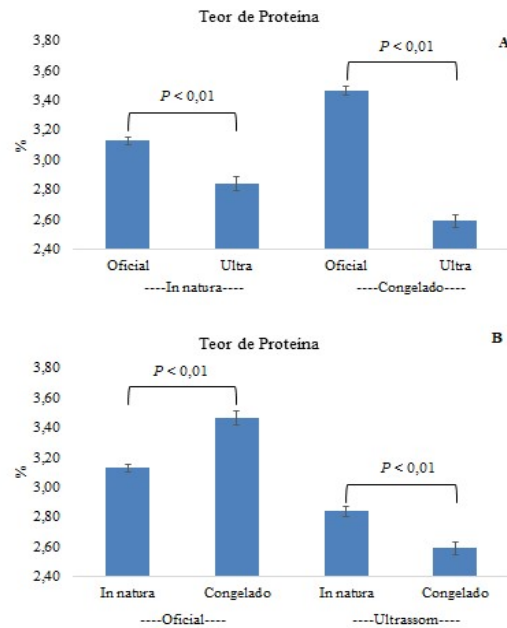 Teor de Proteína
A
3,80
3,60
3,40
3,20
3,00
2,80
2,60
2,40
%
P < 0,01
P < 0,01
Oficial Ultra Oficial Ultra
----In natura---- ----Congelado----
B
Teor de Proteína
3,80
3,60
3,40
3,20
3,00
2,80
2,60
2,40
%
P < 0,01
P < 0,01
In natura Congelado In natura Congelado
----Oficial---- ----Ultrassom----